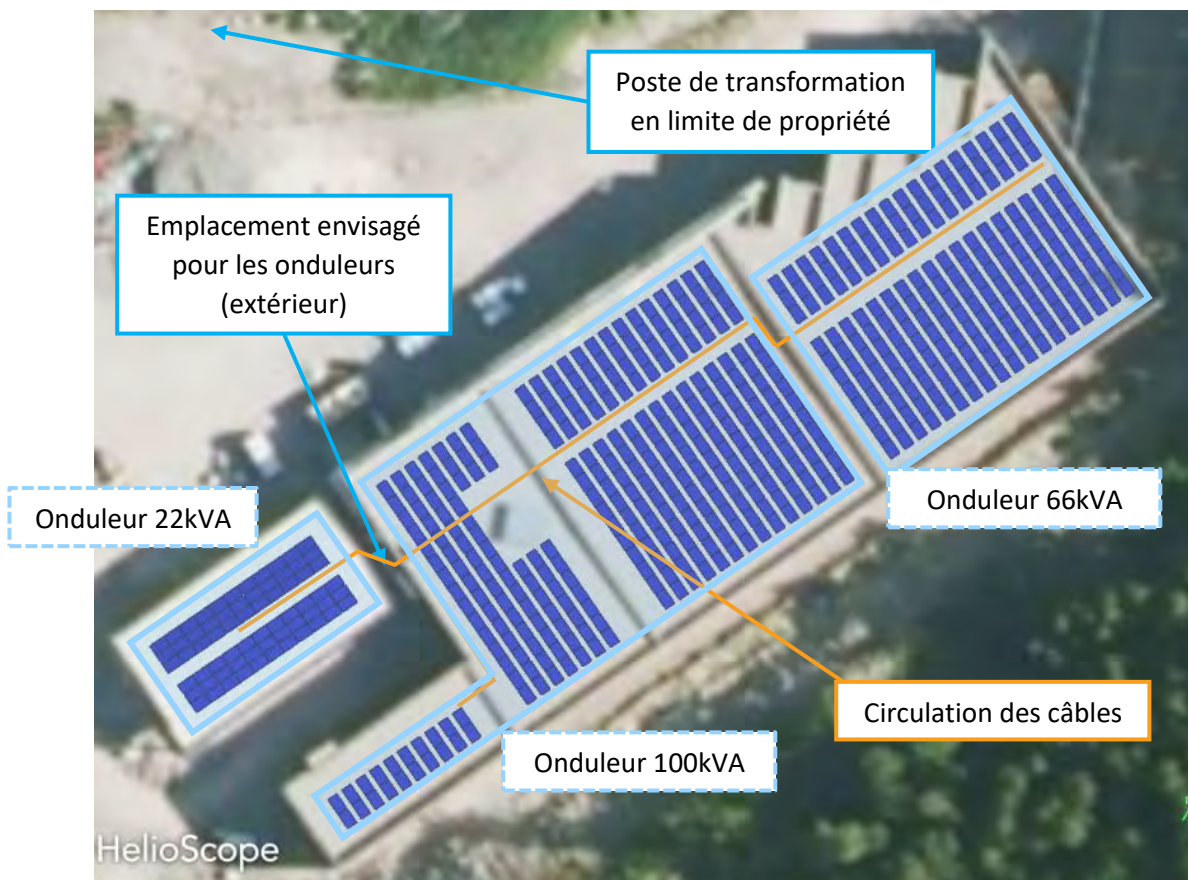 Poste de transformation
en limite de propriété
Emplacement envisagé
pour les onduleurs
(extérieur)
Onduleur 22kVA
Onduleur 66kVA
Circulation des câbles
Onduleur 100kVA
HelioScope